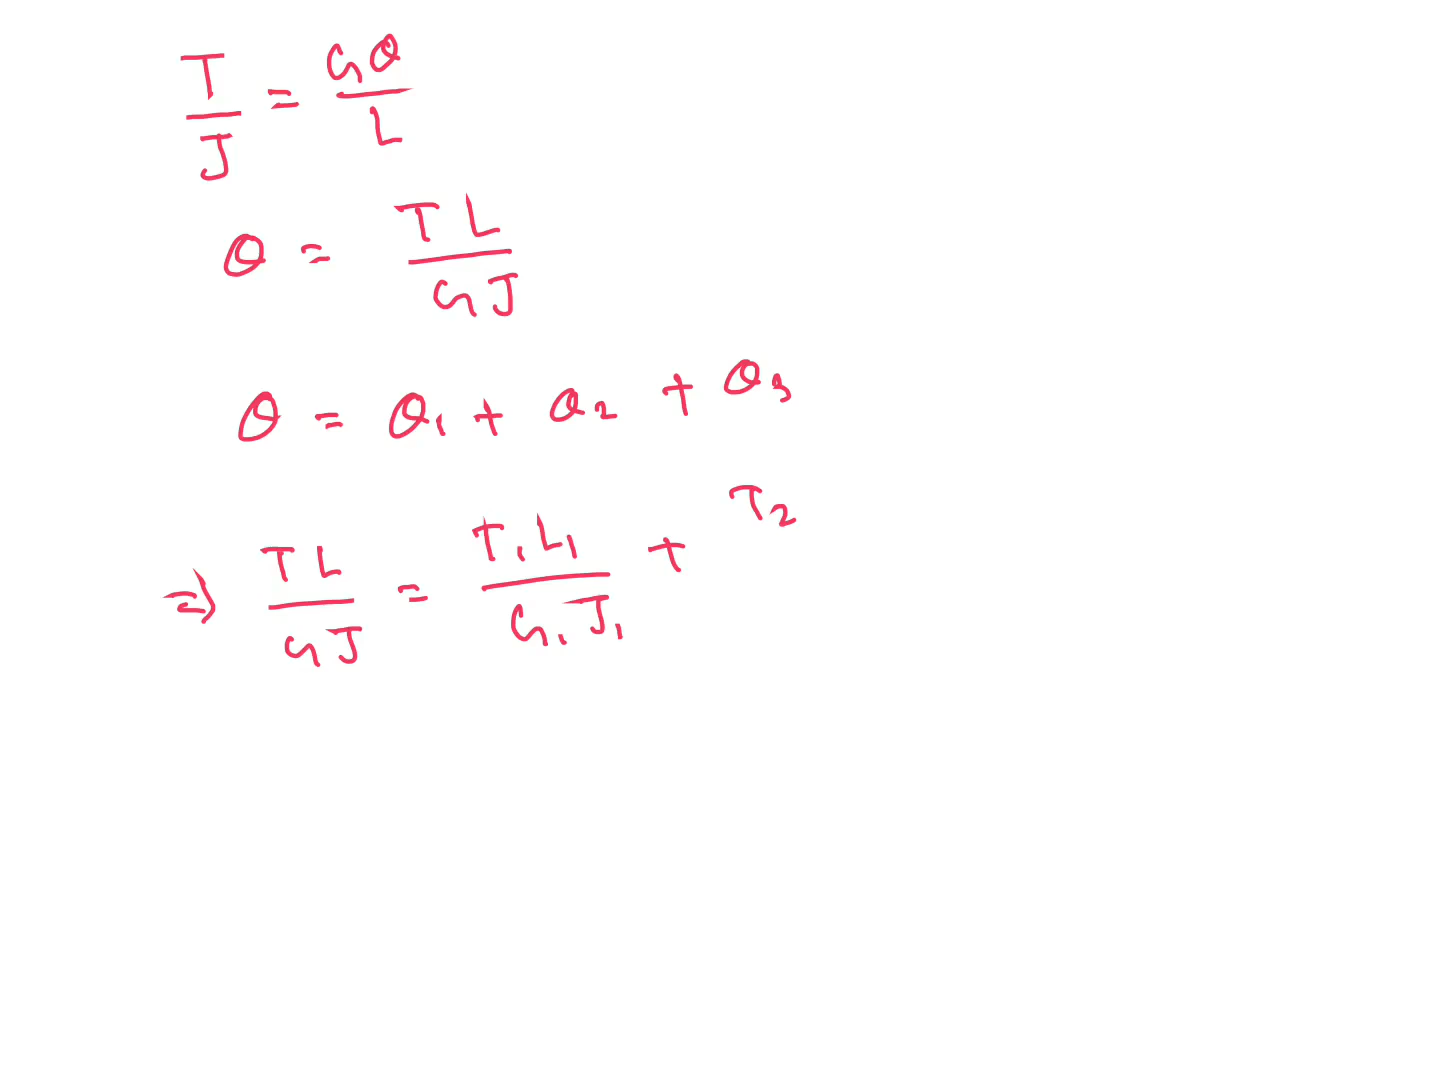 T/J = Gθ/L
θ = TL/GJ
θ = θ₁ + θ₂ + θ₃
⇒ TL/GJ = T₁L₁/G₁J₁ + T₂